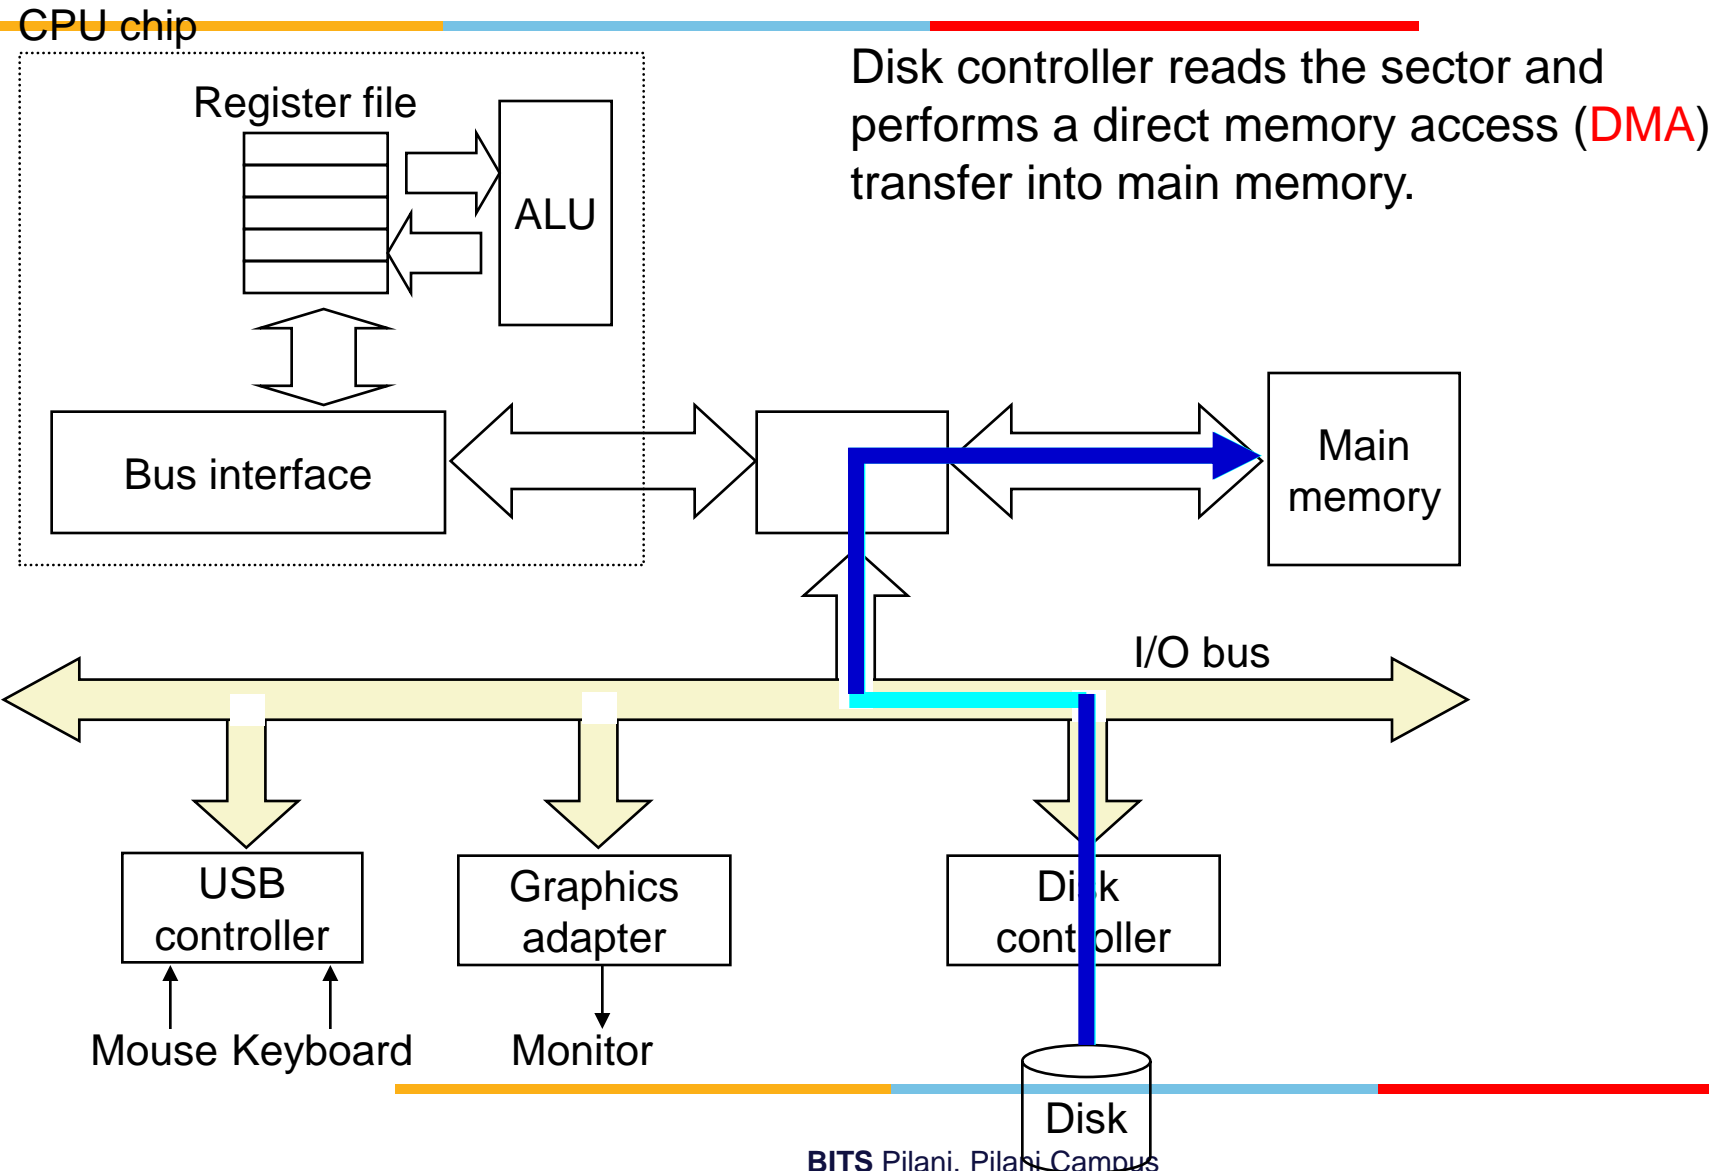 CPU chip
Disk controller reads the sector and
performs a direct memory access (DMA)
transfer into main memory.
Register file
ALU
Bus interface
Main
memory
I/O bus
USB
controller
Graphics
adapter
Disk
controller
Mouse Keyboard
Monitor
Disk
BITS Pilani, Pilani Campus